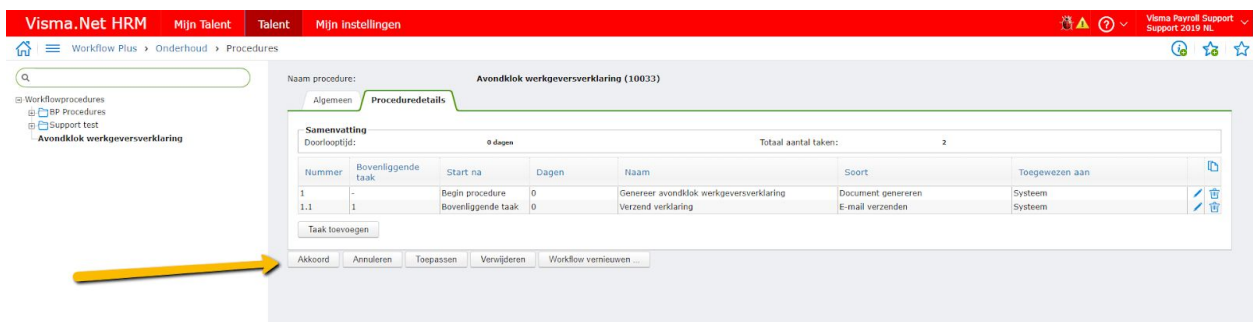 Visma.Net HRM Mijn Talent Talent Mijn instellingen Visma Payroll Support
Support 2019 NL
Workflow Plus › Onderhoud › Procedures
Workflowprocedures
BP Procedures
Support test
Avondklok werkgeversverklaring
Naam procedure: Avondklok werkgeversverklaring (10033)
Algemeen Proceduredetails
Samenvatting
Doorlooptijd: 0 dagen Totaal aantal taken: 2
Nummer Bovenliggende taak Start na Dagen Naam Soort Toegewezen aan
1 - Begin procedure 0 Genereer avondklok werkgeversverklaring Document genereren Systeem
1.1 1 Bovenliggende taak 0 Verzend verklaring E-mail verzenden Systeem
Taak toevoegen
Akkoord Annuleren Toepassen Verwijderen Workflow vernieuwen ...